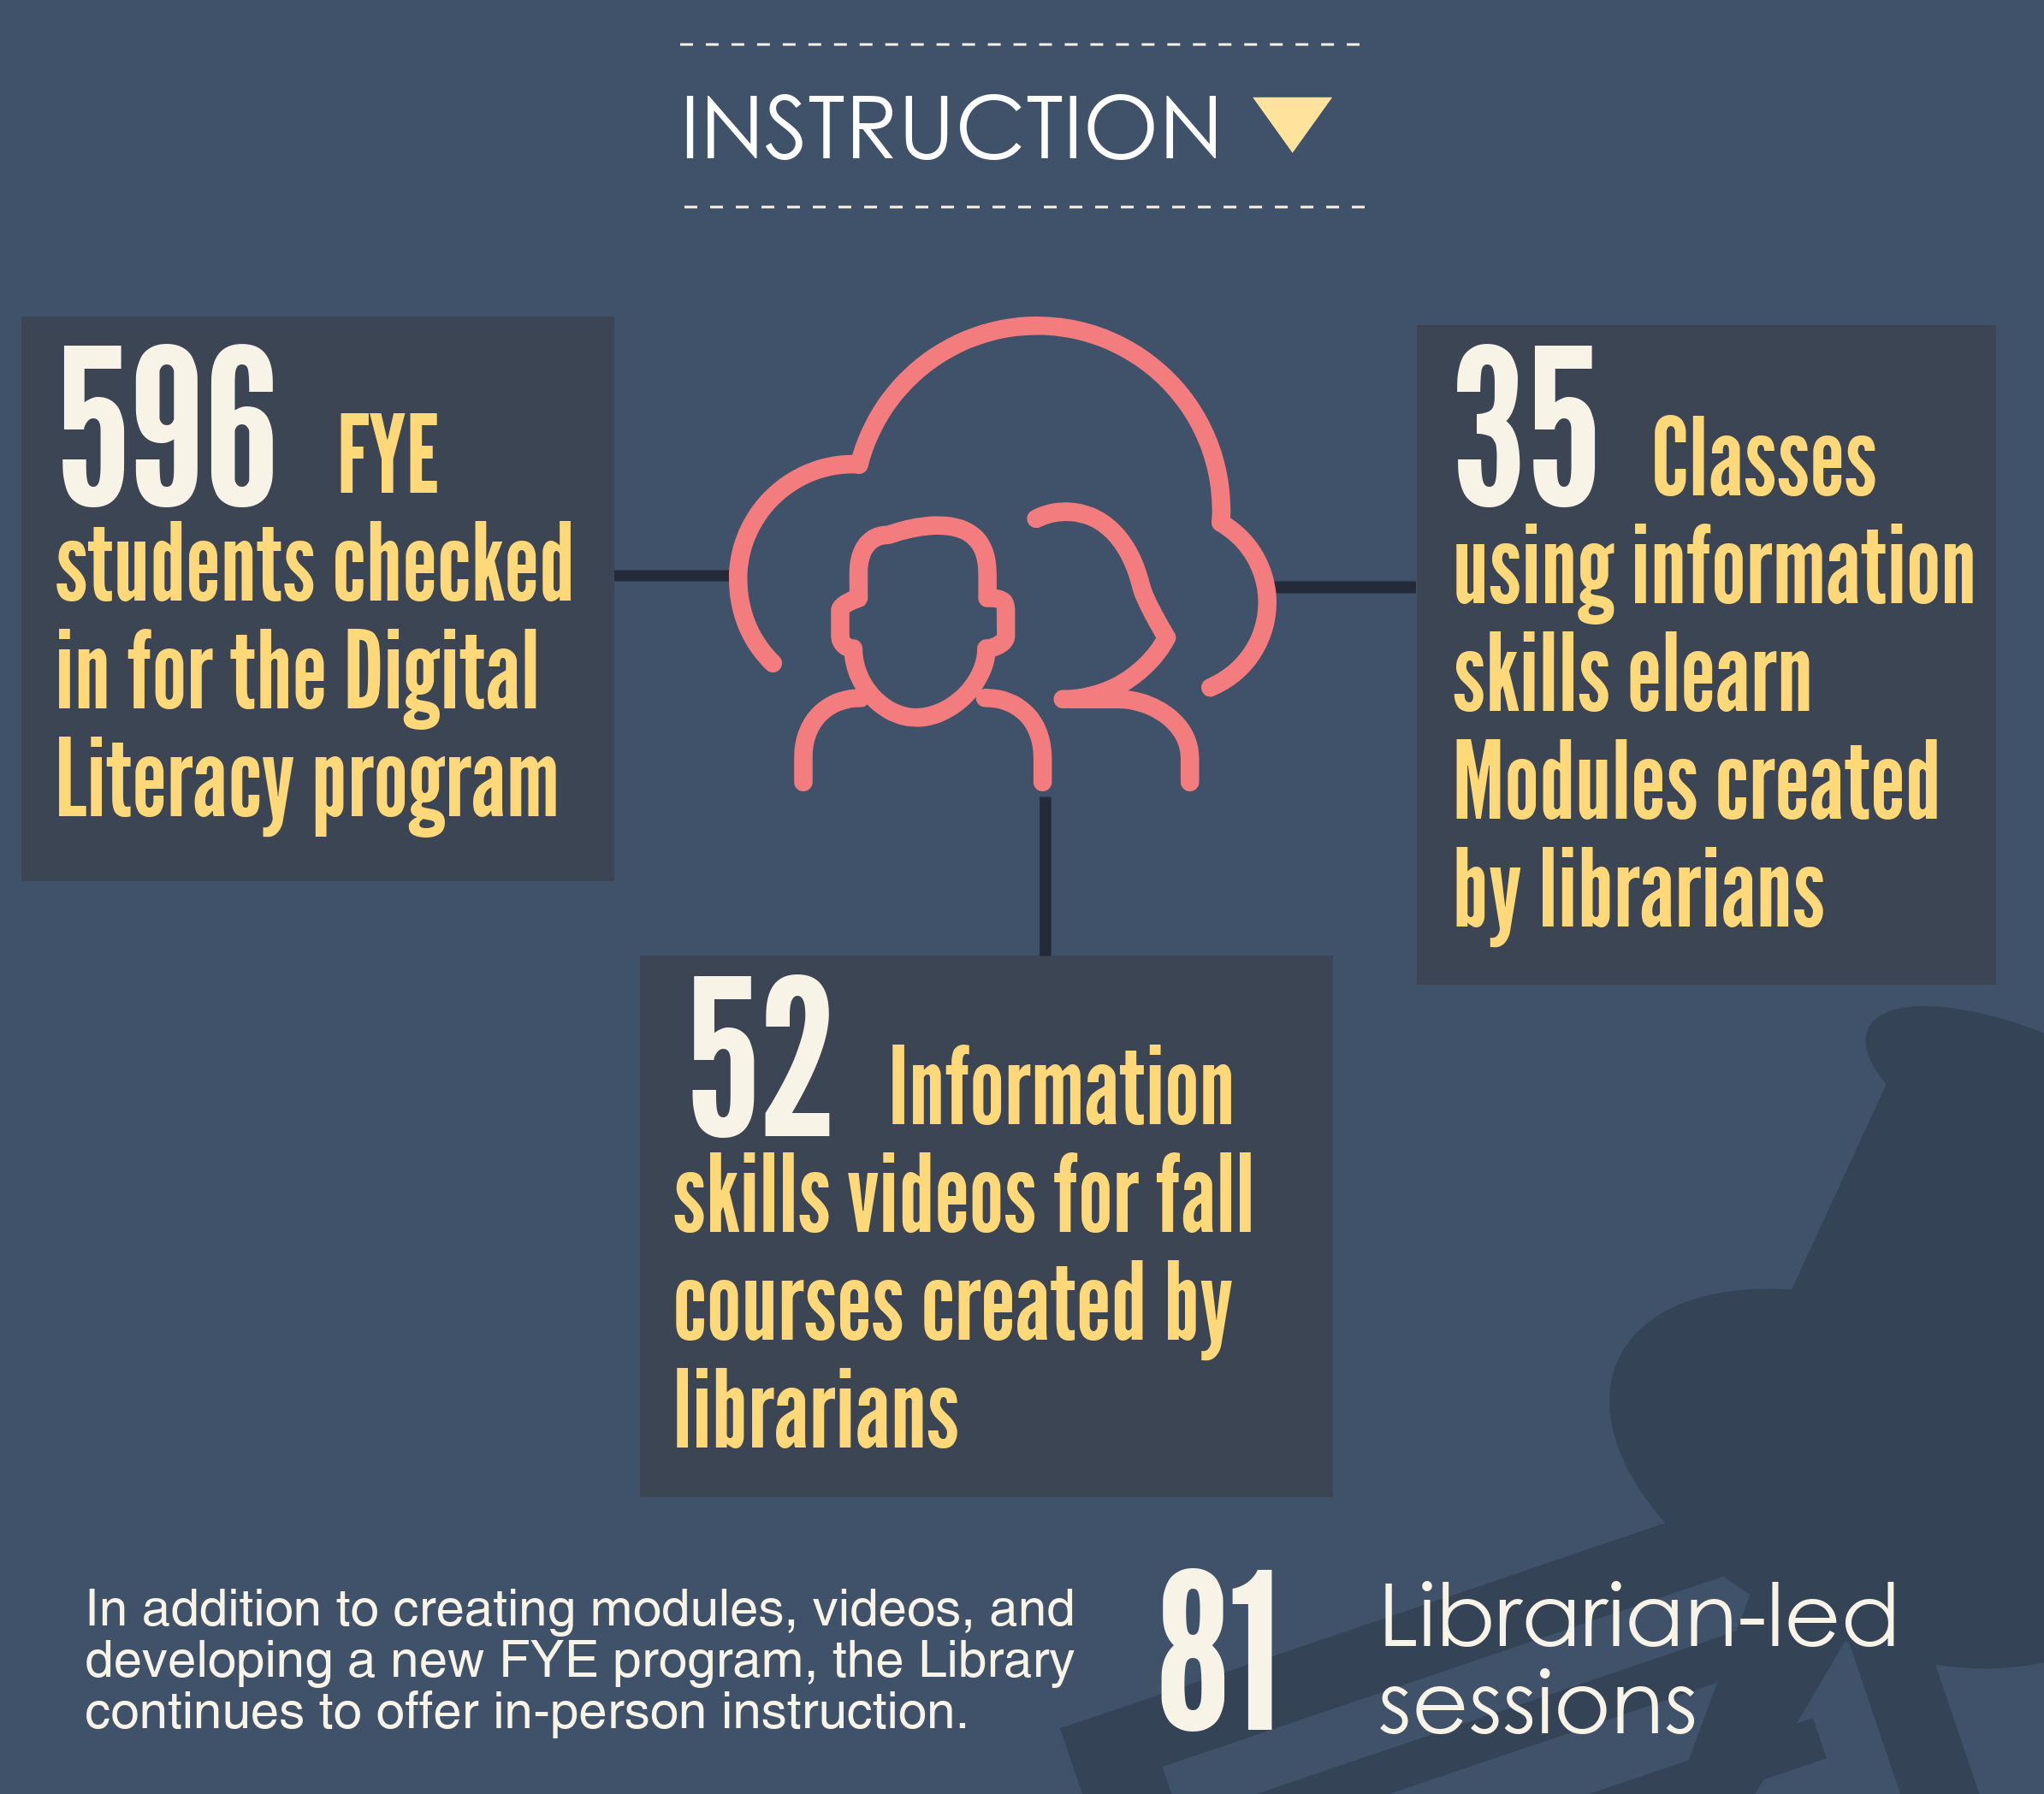 INSTRUCTION
596 FYE
students checked
in for the Digital
Literacy program
35 Classes
using information
skills elearn
Modules created
by librarians
52 Information
skills videos for fall
courses created by
librarians
In addition to creating modules, videos, and
developing a new FYE program, the Library
continues to offer in-person instruction.
81 Librarian-led
sessions